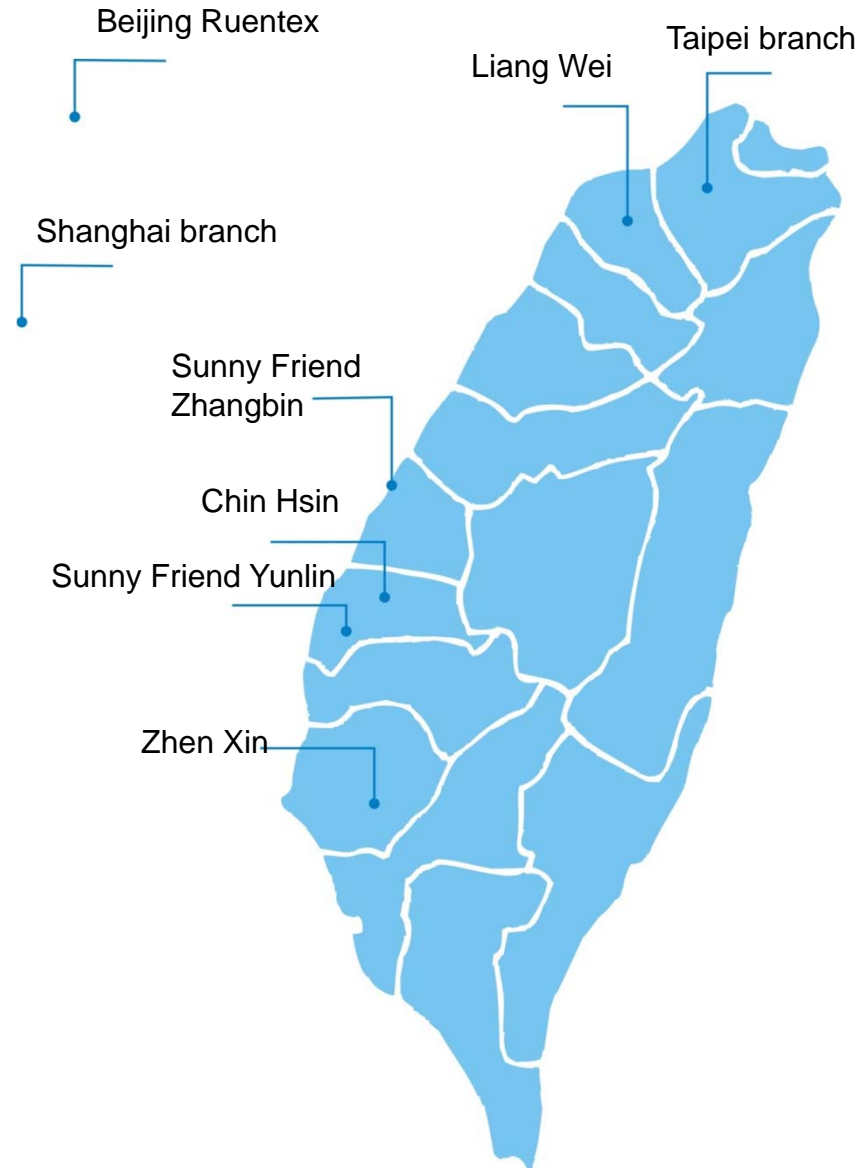 Beijing Ruentex
Taipei branch
Liang Wei
Shanghai branch
Sunny Friend
Zhangbin
Chin Hsin
Sunny Friend Yunlin
Zhen Xin